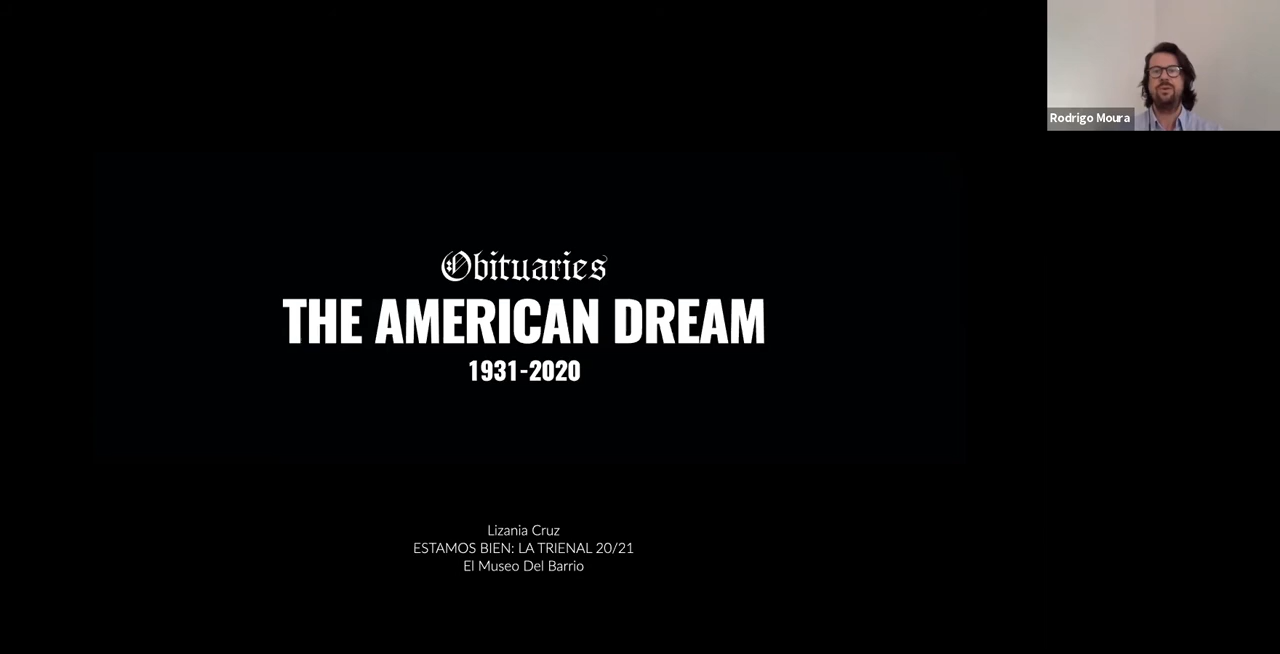 Rodrigo Moura
Obituaries
THE AMERICAN DREAM
1931-2020
Lizania Cruz
ESTAMOS BIEN: LA TRIENAL 20/21
El Museo Del Barrio